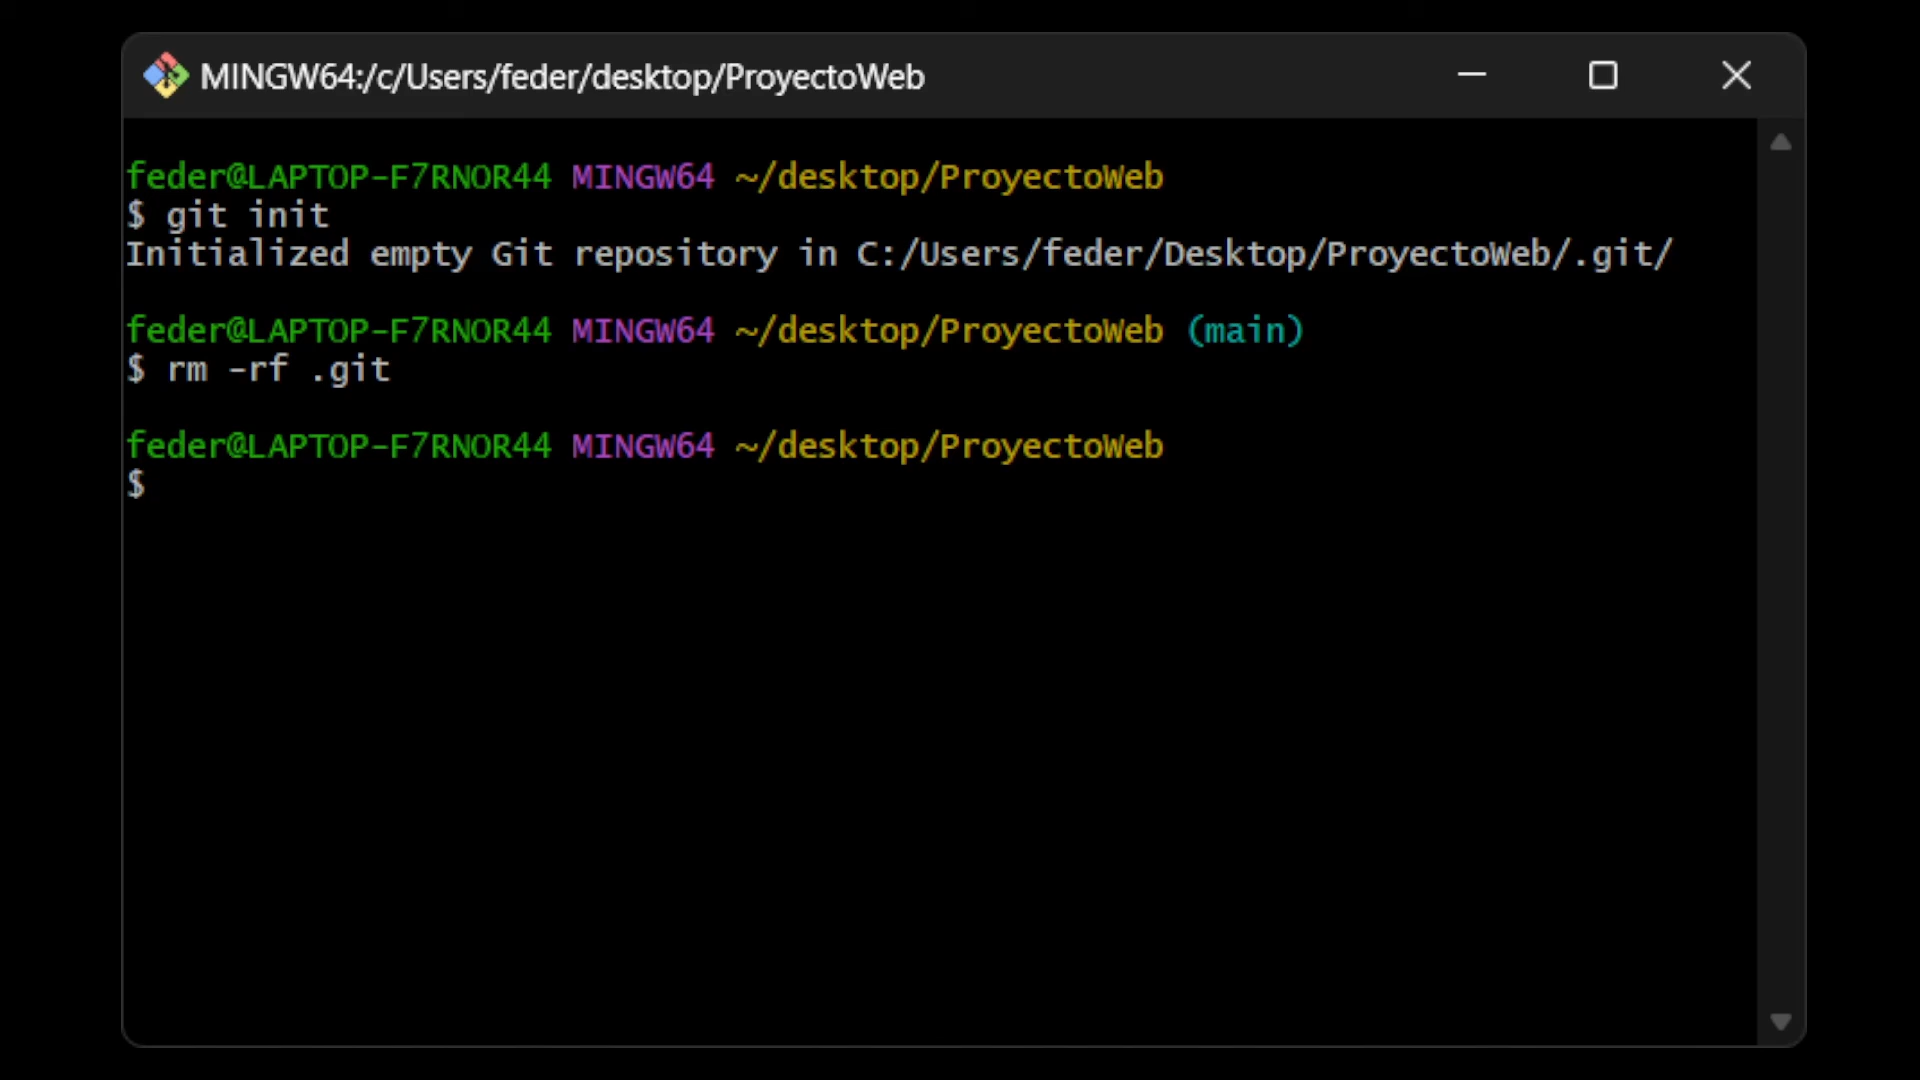 MINGW64:/c/Users/feder/desktop/ProyectoWeb
feder@LAPTOP-F7RNOR44 MINGW64 ~/desktop/ProyectoWeb
$ git init
Initialized empty Git repository in C:/Users/feder/Desktop/ProyectoWeb/.git/
feder@LAPTOP-F7RNOR44 MINGW64 ~/desktop/ProyectoWeb (main)
$ rm -rf .git
feder@LAPTOP-F7RNOR44 MINGW64 ~/desktop/ProyectoWeb
$